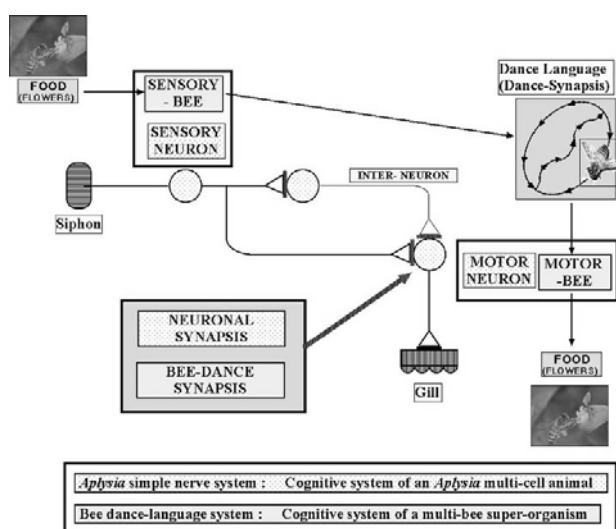 FOOD
(FLOWERS)
SENSORY
- BEE
SENSORY
NEURON
Dance Language
(Dance-Synapsis)
Siphon
INTER- NEURON
MOTOR
NEURON
MOTOR
-BEE
NEURONAL
SYNAPSIS
BEE-DANCE
SYNAPSIS
Gill
FOOD
(FLOWERS)
Aplysia simple nerve system : Cognitive system of an Aplysia multi-cell animal
Bee dance-language system : Cognitive system of a multi-bee super-organism